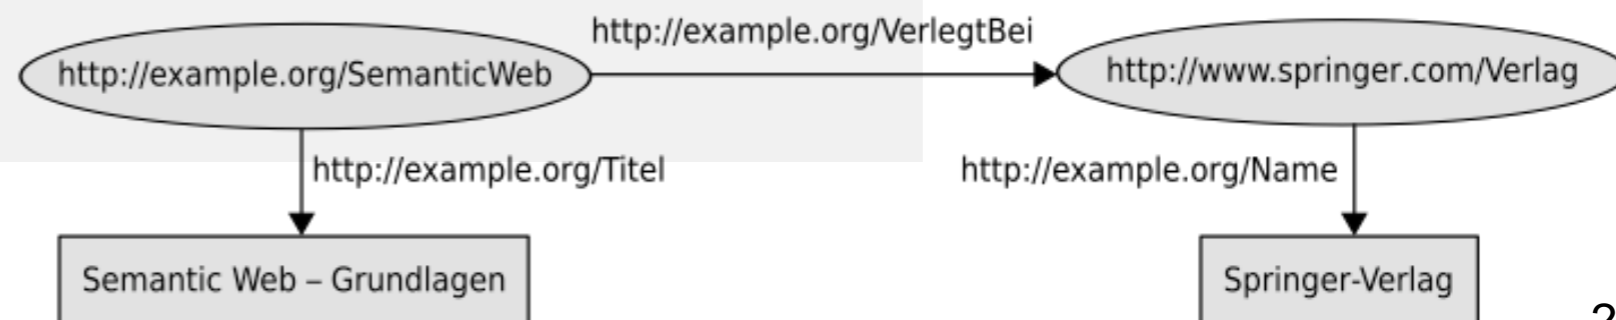 http://example.org/VerlegtBei
http://example.org/SemanticWeb
http://www.springer.com/Verlag
http://example.org/Titel
http://example.org/Name
Semantic Web – Grundlagen
Springer-Verlag